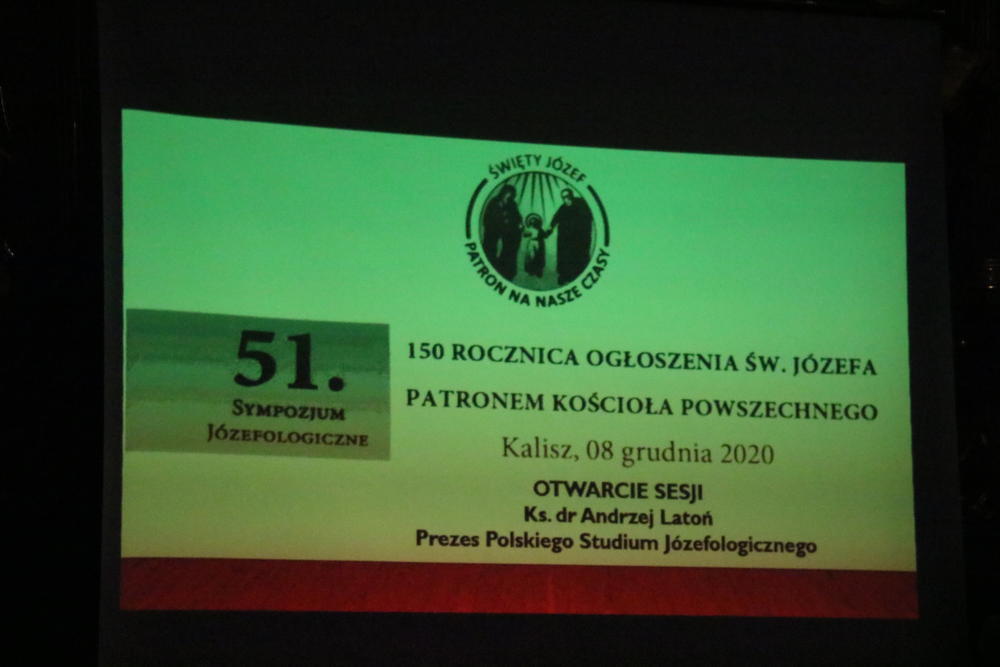 ŚWIĘTY JÓZEF
PATRON NA NASZE CZASY
51.
SYMPOZJUM
JÓZEFOLOGICZNE
150 ROCZNICA OGŁOSZENIA ŚW. JÓZEFA
PATRONEM KOŚCIOŁA POWSZECHNEGO
Kalisz, 08 grudnia 2020
OTWARCIE SESJI
Ks. dr Andrzej Latoń
Prezes Polskiego Studium Józefologicznego